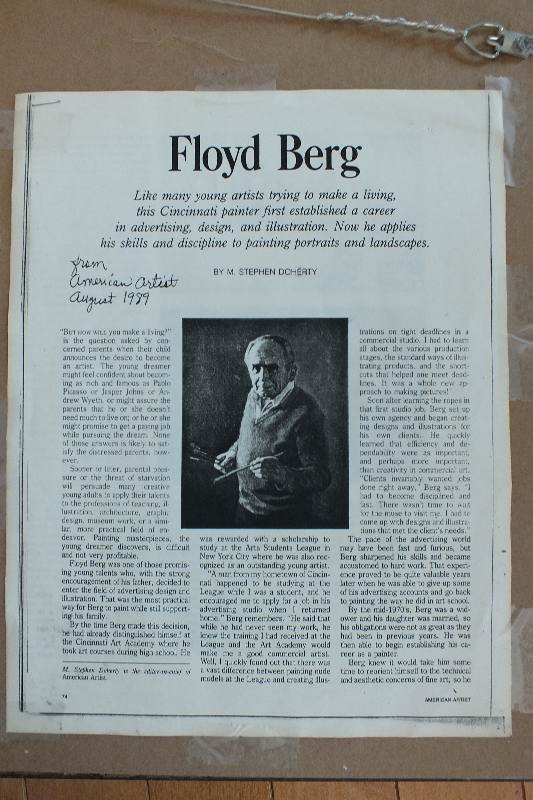 Floyd Berg
Like many young artists trying to make a living,
this Cincinnati painter first established a career
in advertising, design, and illustration. Now he applies
his skills and discipline to painting portraits and landscapes.
from
American Artist
August 1989
BY M. STEPHEN DOHERTY
"BUT HOW WILL you make a living?"
is the question asked by con-
cerned parents when their child
announces the desire to become
an artist. The young dreamer
might feel confident about becom-
ing as rich and famous as Pablo
Picasso or Jasper Johns or An-
drew Wyeth, or might assure the
parents that he or she doesn't
need much to live on; or he or she
might promise to get a paying job
while pursuing the dream. None
of those answers is likely to sat-
isfy the distressed parents, how-
ever.
Sooner or later, parental pres-
sure or the threat of starvation
will persuade many creative
young adults to apply their talents
to the professions of teaching, il-
lustration, architecture, graphic
design, museum work, or a simi-
lar, more practical field of en-
deavor. Painting masterpieces, the
young dreamer discovers, is difficult
and not very profitable.
Floyd Berg was one of those promis-
ing young talents who, with the strong
encouragement of his father, decided to
enter the field of advertising design and
illustration. That was the most practical
way for Berg to paint while still support-
ing his family.
By the time Berg made this decision,
he had already distinguished himself at
the Cincinnati Art Academy where he
took art courses during high school. He
M. Stephen Doherty is the editor-in-chief of
American Artist.
74
was rewarded with a scholarship to
study at the Arts Students League in
New York City where he was also rec-
ognized as an outstanding young artist.
"A man from my hometown of Cincin-
nati happened to be studying at the
League while I was a student, and he
encouraged me to apply for a job in his
advertising studio when I returned
home." Berg remembers. "He said that
while he had never seen my work, he
knew the training I had received at the
League and the Art Academy would
make me a good commercial artist.
Well, I quickly found out that there was
a vast difference between painting nude
models at the League and creating illus-
trations on tight deadlines in a
commercial studio. I had to learn
all about the various production
stages, the standard ways of illus-
trating products, and the short-
cuts that helped one meet dead-
lines. It was a whole new ap-
proach to making pictures!"
Soon after learning the ropes in
that first studio job, Berg set up
his own agency and began creat-
ing designs and illustrations for
his own clients. He quickly
learned that efficiency and de-
pendability were as important,
and perhaps more important,
than creativity in commercial art.
"Clients invariably wanted jobs
done right away," Berg says. "I
had to become disciplined and
fast. There wasn't time to wait
for the muse to visit me. I had to
come up with designs and illustra-
tions that met the client's needs."
The pace of the advertising world
may have been fast and furious, but
Berg sharpened his skills and became
accustomed to hard work. That experi-
ence proved to be quite valuable years
later when he was able to give up some
of his advertising accounts and go back
to painting the way he did in art school.
By the mid-1970's, Berg was a wid-
ower and his daughter was married, so
his obligations were not as great as they
had been in previous years. He was
then able to begin establishing his ca-
reer as a painter.
Berg knew it would take him some
time to reorient himself to the technical
and aesthetic concerns of fine art, so he
AMERICAN ARTIST